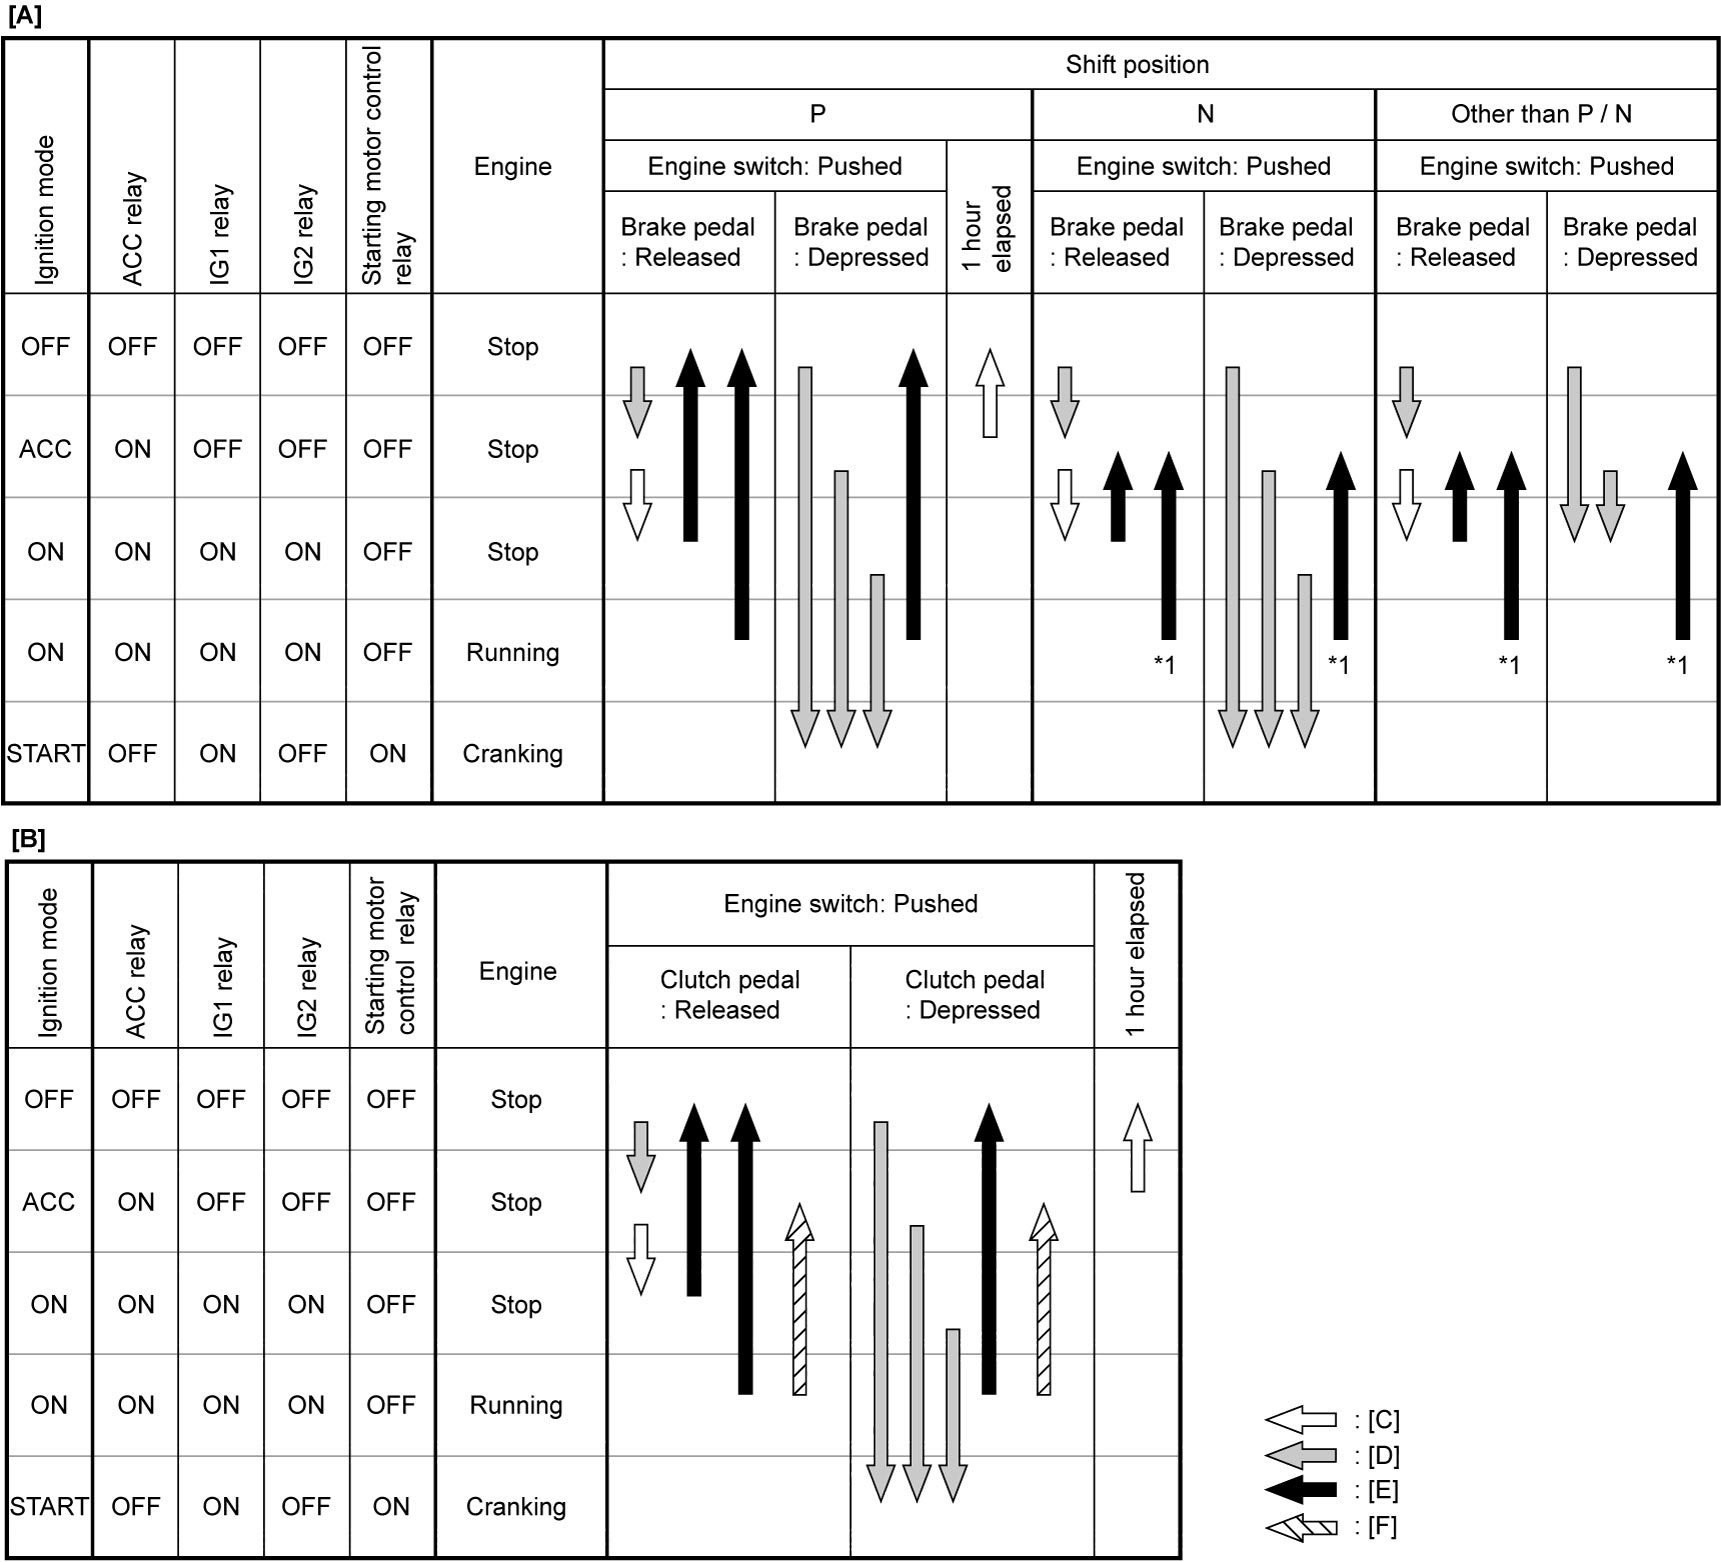 [A]
Ignition mode
ACC relay
IG1 relay
IG2 relay
Starting motor control
relay
Engine
Shift position
P
N
Other than P / N
Engine switch: Pushed
1 hour
elapsed
Engine switch: Pushed
Engine switch: Pushed
Brake pedal
: Released
Brake pedal
: Depressed
Brake pedal
: Released
Brake pedal
: Depressed
Brake pedal
: Released
Brake pedal
: Depressed
OFF OFF OFF OFF OFF Stop
ACC ON OFF OFF OFF Stop
ON ON ON ON OFF Stop
ON ON ON ON OFF Running
*1 *1 *1 *1
START OFF ON OFF ON Cranking
[B]
Ignition mode
ACC relay
IG1 relay
IG2 relay
Starting motor
control relay
Engine
Engine switch: Pushed
1 hour elapsed
Clutch pedal
: Released
Clutch pedal
: Depressed
OFF OFF OFF OFF OFF Stop
ACC ON OFF OFF OFF Stop
ON ON ON ON OFF Stop
ON ON ON ON OFF Running
START OFF ON OFF ON Cranking
: [C]
: [D]
: [E]
: [F]